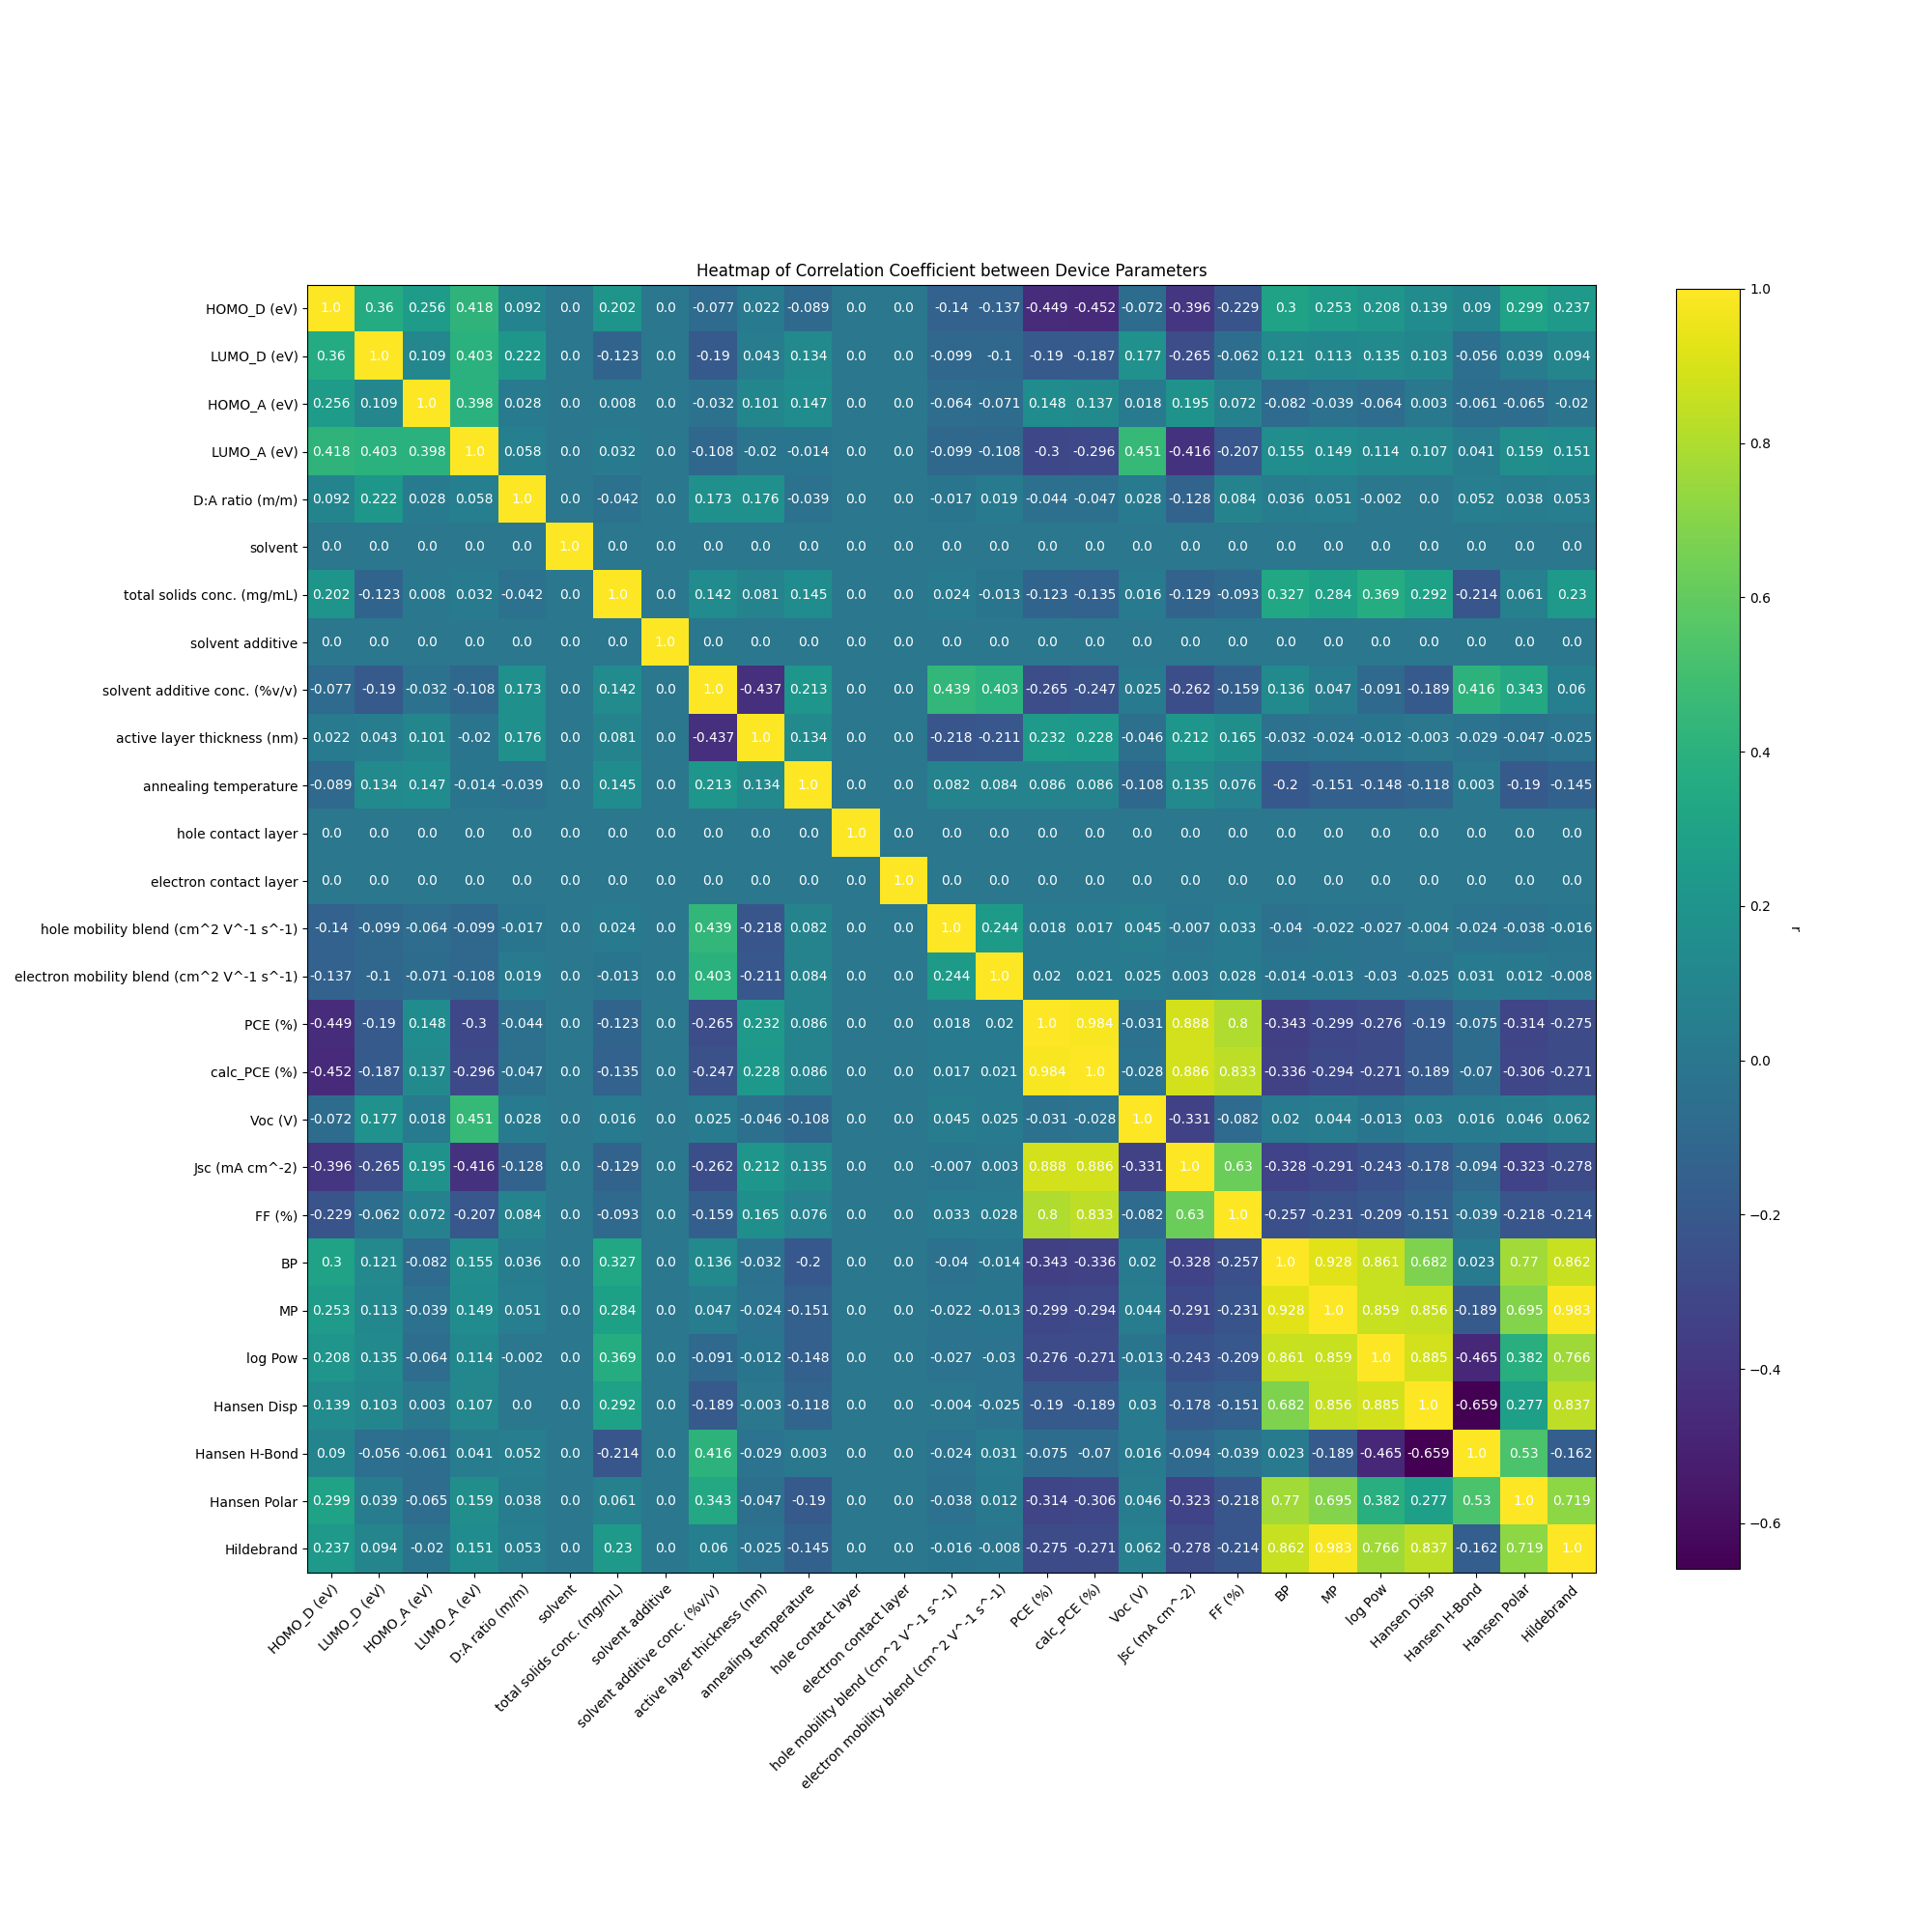 Heatmap of Correlation Coefficient between Device Parameters
HOMO_D (eV) 1.0 0.36 0.256 0.418 0.092 0.0 0.202 0.0 -0.077 0.022 -0.089 0.0 0.0 -0.14 -0.137 -0.449 -0.452 -0.072 -0.396 -0.229 0.3 0.253 0.208 0.139 0.09 0.299 0.237
LUMO_D (eV) 0.36 1.0 0.109 0.403 0.222 0.0 -0.123 0.0 -0.19 0.043 0.134 0.0 0.0 -0.099 -0.1 -0.19 -0.187 0.177 -0.265 -0.062 0.121 0.113 0.135 0.103 -0.056 0.039 0.094
HOMO_A (eV) 0.256 0.109 1.0 0.398 0.028 0.0 0.008 0.0 -0.032 0.101 0.147 0.0 0.0 -0.064 -0.071 0.148 0.137 0.018 0.195 0.072 -0.082 -0.039 -0.064 0.003 -0.061 -0.065 -0.02
LUMO_A (eV) 0.418 0.403 0.398 1.0 0.058 0.0 0.032 0.0 -0.108 -0.02 -0.014 0.0 0.0 -0.099 -0.108 -0.3 -0.296 0.451 -0.416 -0.207 0.155 0.149 0.114 0.107 0.041 0.159 0.151
D:A ratio (m/m) 0.092 0.222 0.028 0.058 1.0 0.0 -0.042 0.0 0.173 0.176 -0.039 0.0 0.0 -0.017 0.019 -0.044 -0.047 0.028 -0.128 0.084 0.036 0.051 -0.002 0.0 0.052 0.038 0.053
solvent 0.0 0.0 0.0 0.0 0.0 1.0 0.0 0.0 0.0 0.0 0.0 0.0 0.0 0.0 0.0 0.0 0.0 0.0 0.0 0.0 0.0 0.0 0.0 0.0 0.0 0.0 0.0
total solids conc. (mg/mL) 0.202 -0.123 0.008 0.032 -0.042 0.0 1.0 0.0 0.142 0.081 0.145 0.0 0.0 0.024 -0.013 -0.123 -0.135 0.016 -0.129 -0.093 0.327 0.284 0.369 0.292 -0.214 0.061 0.23
solvent additive 0.0 0.0 0.0 0.0 0.0 0.0 0.0 1.0 0.0 0.0 0.0 0.0 0.0 0.0 0.0 0.0 0.0 0.0 0.0 0.0 0.0 0.0 0.0 0.0 0.0 0.0 0.0
solvent additive conc. (%v/v) -0.077 -0.19 -0.032 -0.108 0.173 0.0 0.142 0.0 1.0 -0.437 0.213 0.0 0.0 0.439 0.403 -0.265 -0.247 0.025 -0.262 -0.159 0.136 0.047 -0.091 -0.189 0.416 0.343 0.06
active layer thickness (nm) 0.022 0.043 0.101 -0.02 0.176 0.0 0.081 0.0 -0.437 1.0 0.134 0.0 0.0 -0.218 -0.211 0.232 0.228 -0.046 0.212 0.165 -0.032 -0.024 -0.012 -0.003 -0.029 -0.047 -0.025
annealing temperature -0.089 0.134 0.147 -0.014 -0.039 0.0 0.145 0.0 0.213 0.134 1.0 0.0 0.0 0.082 0.084 0.086 0.086 -0.108 0.135 0.076 -0.2 -0.151 -0.148 -0.118 0.003 -0.19 -0.145
hole contact layer 0.0 0.0 0.0 0.0 0.0 0.0 0.0 0.0 0.0 0.0 0.0 1.0 0.0 0.0 0.0 0.0 0.0 0.0 0.0 0.0 0.0 0.0 0.0 0.0 0.0 0.0 0.0
electron contact layer 0.0 0.0 0.0 0.0 0.0 0.0 0.0 0.0 0.0 0.0 0.0 0.0 1.0 0.0 0.0 0.0 0.0 0.0 0.0 0.0 0.0 0.0 0.0 0.0 0.0 0.0 0.0
hole mobility blend (cm^2 V^-1 s^-1) -0.14 -0.099 -0.064 -0.099 -0.017 0.0 0.024 0.0 0.439 -0.218 0.082 0.0 0.0 1.0 0.244 0.018 0.017 0.045 -0.007 0.033 -0.04 -0.022 -0.027 -0.004 -0.024 -0.038 -0.016
electron mobility blend (cm^2 V^-1 s^-1) -0.137 -0.1 -0.071 -0.108 0.019 0.0 -0.013 0.0 0.403 -0.211 0.084 0.0 0.0 0.244 1.0 0.02 0.021 0.025 0.003 0.028 -0.014 -0.013 -0.03 -0.025 0.031 0.012 -0.008
PCE (%) -0.449 -0.19 0.148 -0.3 -0.044 0.0 -0.123 0.0 -0.265 0.232 0.086 0.0 0.0 0.018 0.02 1.0 0.984 -0.031 0.888 0.8 -0.343 -0.299 -0.276 -0.19 -0.075 -0.314 -0.275
calc_PCE (%) -0.452 -0.187 0.137 -0.296 -0.047 0.0 -0.135 0.0 -0.247 0.228 0.086 0.0 0.0 0.017 0.021 0.984 1.0 -0.028 0.886 0.833 -0.336 -0.294 -0.271 -0.189 -0.07 -0.306 -0.271
Voc (V) -0.072 0.177 0.018 0.451 0.028 0.0 0.016 0.0 0.025 -0.046 -0.108 0.0 0.0 0.045 0.025 -0.031 -0.028 1.0 -0.331 -0.082 0.02 0.044 -0.013 0.03 0.016 0.046 0.062
Jsc (mA cm^-2) -0.396 -0.265 0.195 -0.416 -0.128 0.0 -0.129 0.0 -0.262 0.212 0.135 0.0 0.0 -0.007 0.003 0.888 0.886 -0.331 1.0 0.63 -0.328 -0.291 -0.243 -0.178 -0.094 -0.323 -0.278
FF (%) -0.229 -0.062 0.072 -0.207 0.084 0.0 -0.093 0.0 -0.159 0.165 0.076 0.0 0.0 0.033 0.028 0.8 0.833 -0.082 0.63 1.0 -0.257 -0.231 -0.209 -0.151 -0.039 -0.218 -0.214
BP 0.3 0.121 -0.082 0.155 0.036 0.0 0.327 0.0 0.136 -0.032 -0.2 0.0 0.0 -0.04 -0.014 -0.343 -0.336 0.02 -0.328 -0.257 1.0 0.928 0.861 0.682 0.023 0.77 0.862
MP 0.253 0.113 -0.039 0.149 0.051 0.0 0.284 0.0 0.047 -0.024 -0.151 0.0 0.0 -0.022 -0.013 -0.299 -0.294 0.044 -0.291 -0.231 0.928 1.0 0.859 0.856 -0.189 0.695 0.983
log Pow 0.208 0.135 -0.064 0.114 -0.002 0.0 0.369 0.0 -0.091 -0.012 -0.148 0.0 0.0 -0.027 -0.03 -0.276 -0.271 -0.013 -0.243 -0.209 0.861 0.859 1.0 0.885 -0.465 0.382 0.766
Hansen Disp 0.139 0.103 0.003 0.107 0.0 0.0 0.292 0.0 -0.189 -0.003 -0.118 0.0 0.0 -0.004 -0.025 -0.19 -0.189 0.03 -0.178 -0.151 0.682 0.856 0.885 1.0 -0.659 0.277 0.837
Hansen H-Bond 0.09 -0.056 -0.061 0.041 0.052 0.0 -0.214 0.0 0.416 -0.029 0.003 0.0 0.0 -0.024 0.031 -0.075 -0.07 0.016 -0.094 -0.039 0.023 -0.189 -0.465 -0.659 1.0 0.53 -0.162
Hansen Polar 0.299 0.039 -0.065 0.159 0.038 0.0 0.061 0.0 0.343 -0.047 -0.19 0.0 0.0 -0.038 0.012 -0.314 -0.306 0.046 -0.323 -0.218 0.77 0.695 0.382 0.277 0.53 1.0 0.719
Hildebrand 0.237 0.094 -0.02 0.151 0.053 0.0 0.23 0.0 0.06 -0.025 -0.145 0.0 0.0 -0.016 -0.008 -0.275 -0.271 0.062 -0.278 -0.214 0.862 0.983 0.766 0.837 -0.162 0.719 1.0
HOMO_D (eV)
LUMO_D (eV)
HOMO_A (eV)
LUMO_A (eV)
D:A ratio (m/m)
solvent
total solids conc. (mg/mL)
solvent additive
solvent additive conc. (%v/v)
active layer thickness (nm)
annealing temperature
hole contact layer
electron contact layer
hole mobility blend (cm^2 V^-1 s^-1)
electron mobility blend (cm^2 V^-1 s^-1)
PCE (%)
calc_PCE (%)
Voc (V)
Jsc (mA cm^-2)
FF (%)
BP
MP
log Pow
Hansen Disp
Hansen H-Bond
Hansen Polar
Hildebrand
1.0
0.8
0.6
0.4
0.2
0.0
−0.2
−0.4
−0.6
r